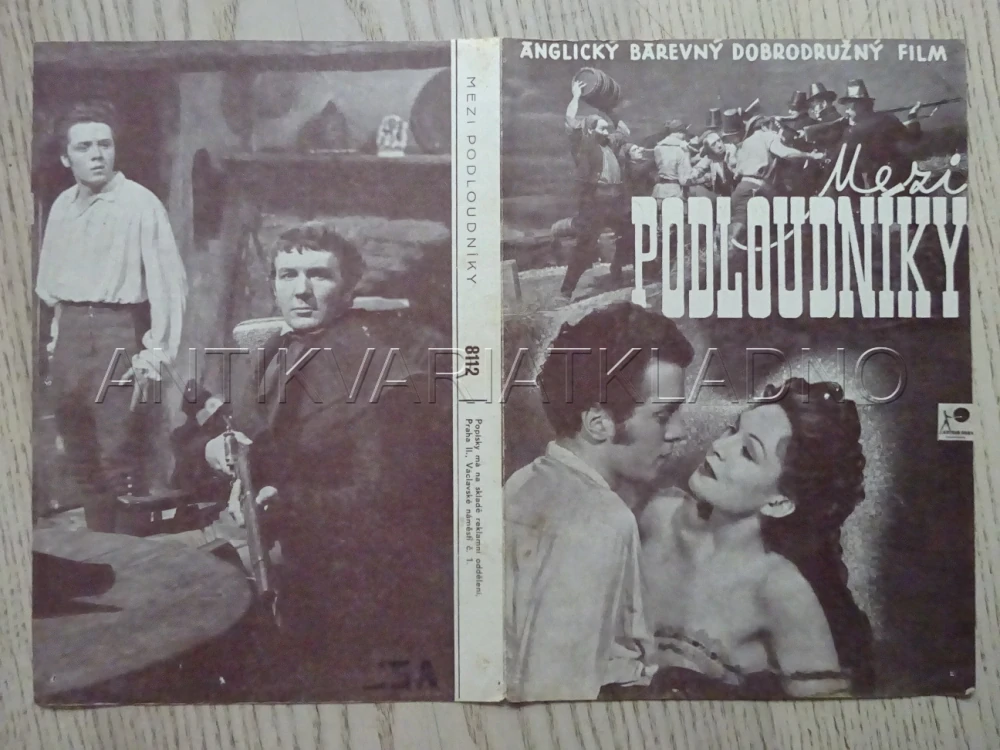 ANGLICKÝ BAREVNÝ DOBRODRUŽNÝ FILM
Mezi
PODLOUDNÍKY
MEZI PODLOUDNÍKY
8112
Popisky má na skladě reklamní oddělení,
Praha II., Václavské náměstí č. 1.
ANTIKVARIATKLADNO